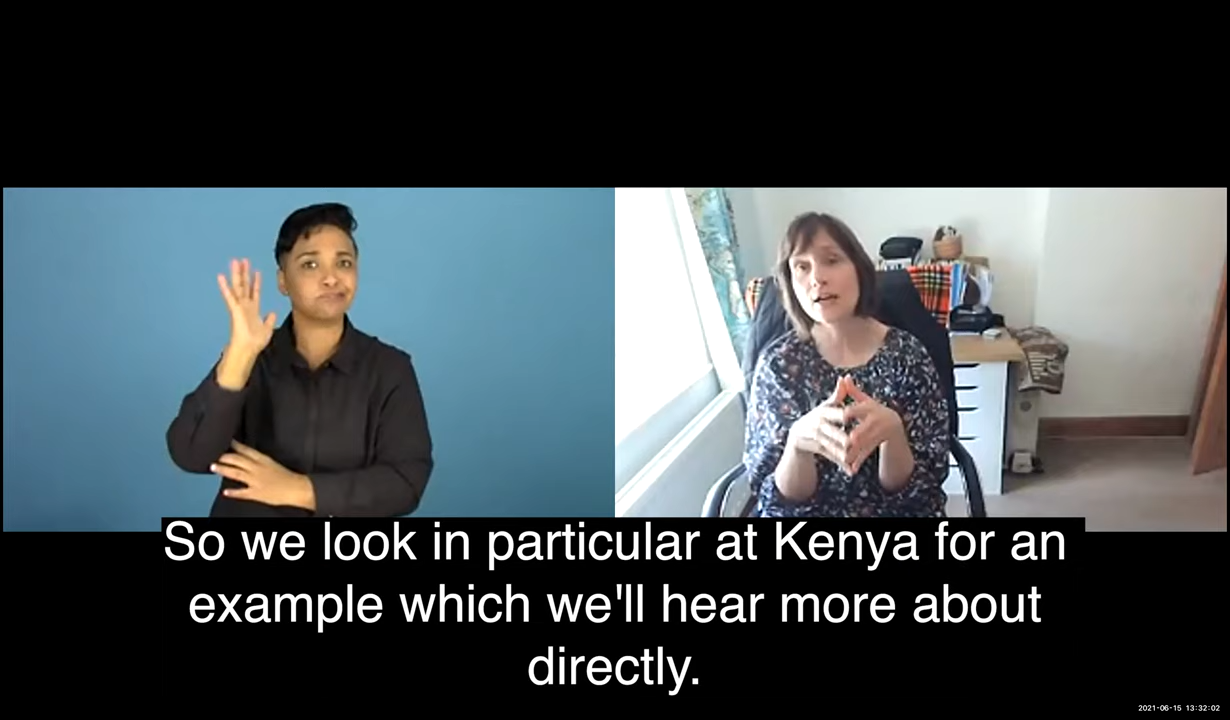 So we look in particular at Kenya for an
example which we'll hear more about
directly.
2021-06-15 13:32:02